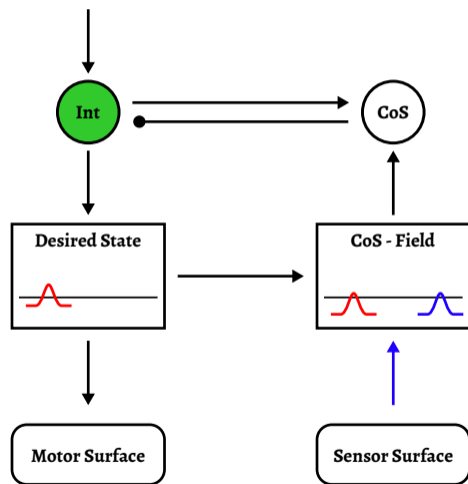 Int
CoS
Desired State
CoS - Field
Motor Surface
Sensor Surface